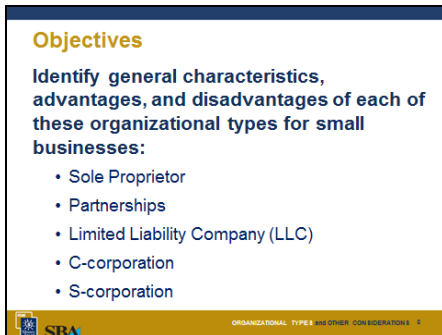 Objectives
Identify general characteristics,
advantages, and disadvantages of each of
these organizational types for small
businesses:
• Sole Proprietor
• Partnerships
• Limited Liability Company (LLC)
• C-corporation
• S-corporation
SBA
ORGANIZATIONAL TYPES and OTHER CONSIDERATIONS